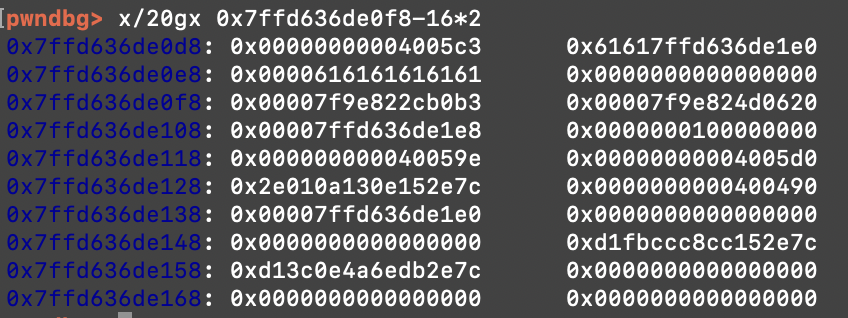 [pwndbg> x/20gx 0x7ffd636de0f8-16*2
0x7ffd636de0d8: 0x00000000004005c3 0x61617ffd636de1e0
0x7ffd636de0e8: 0x0000616161616161 0x0000000000000000
0x7ffd636de0f8: 0x00007f9e822cb0b3 0x00007f9e824d0620
0x7ffd636de108: 0x00007ffd636de1e8 0x0000000100000000
0x7ffd636de118: 0x000000000040059e 0x00000000004005d0
0x7ffd636de128: 0x2e010a130e152e7c 0x0000000000400490
0x7ffd636de138: 0x00007ffd636de1e0 0x0000000000000000
0x7ffd636de148: 0x0000000000000000 0xd1fbccc8cc152e7c
0x7ffd636de158: 0xd13c0e4a6edb2e7c 0x0000000000000000
0x7ffd636de168: 0x0000000000000000 0x0000000000000000